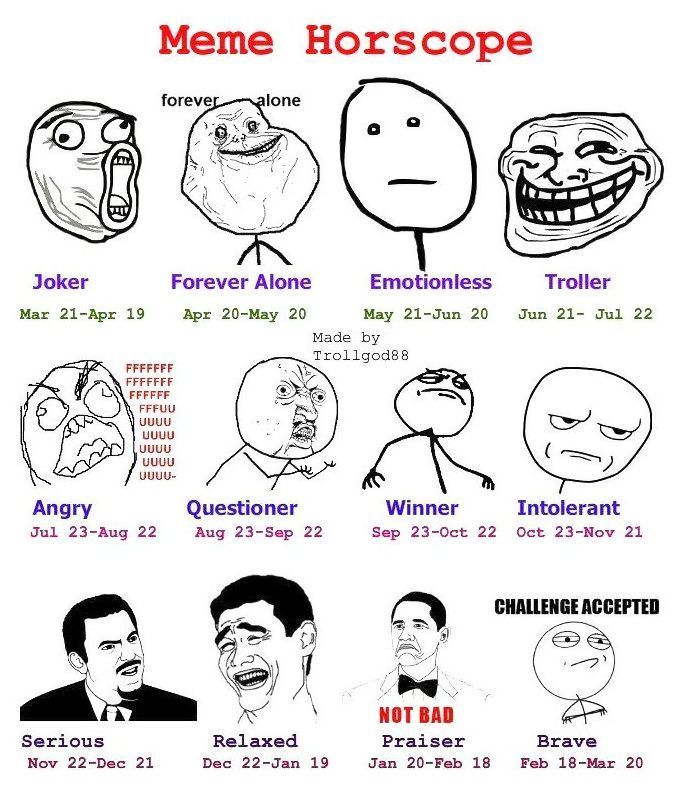 Meme Horscope
forever alone
Joker Forever Alone Emotionless Troller
Mar 21-Apr 19 Apr 20-May 20 May 21-Jun 20 Jun 21- Jul 22
Made by
Trollgod88
FFFFFFF
FFFFFFF
FFFFFF
FFFUU
UUUU
UUUU
UUUU
UUUU
UUUU-
Angry Questioner Winner Intolerant
Jul 23-Aug 22 Aug 23-Sep 22 Sep 23-Oct 22 Oct 23-Nov 21
CHALLENGE ACCEPTED
NOT BAD
Serious Relaxed Praiser Brave
Nov 22-Dec 21 Dec 22-Jan 19 Jan 20-Feb 18 Feb 18-Mar 20